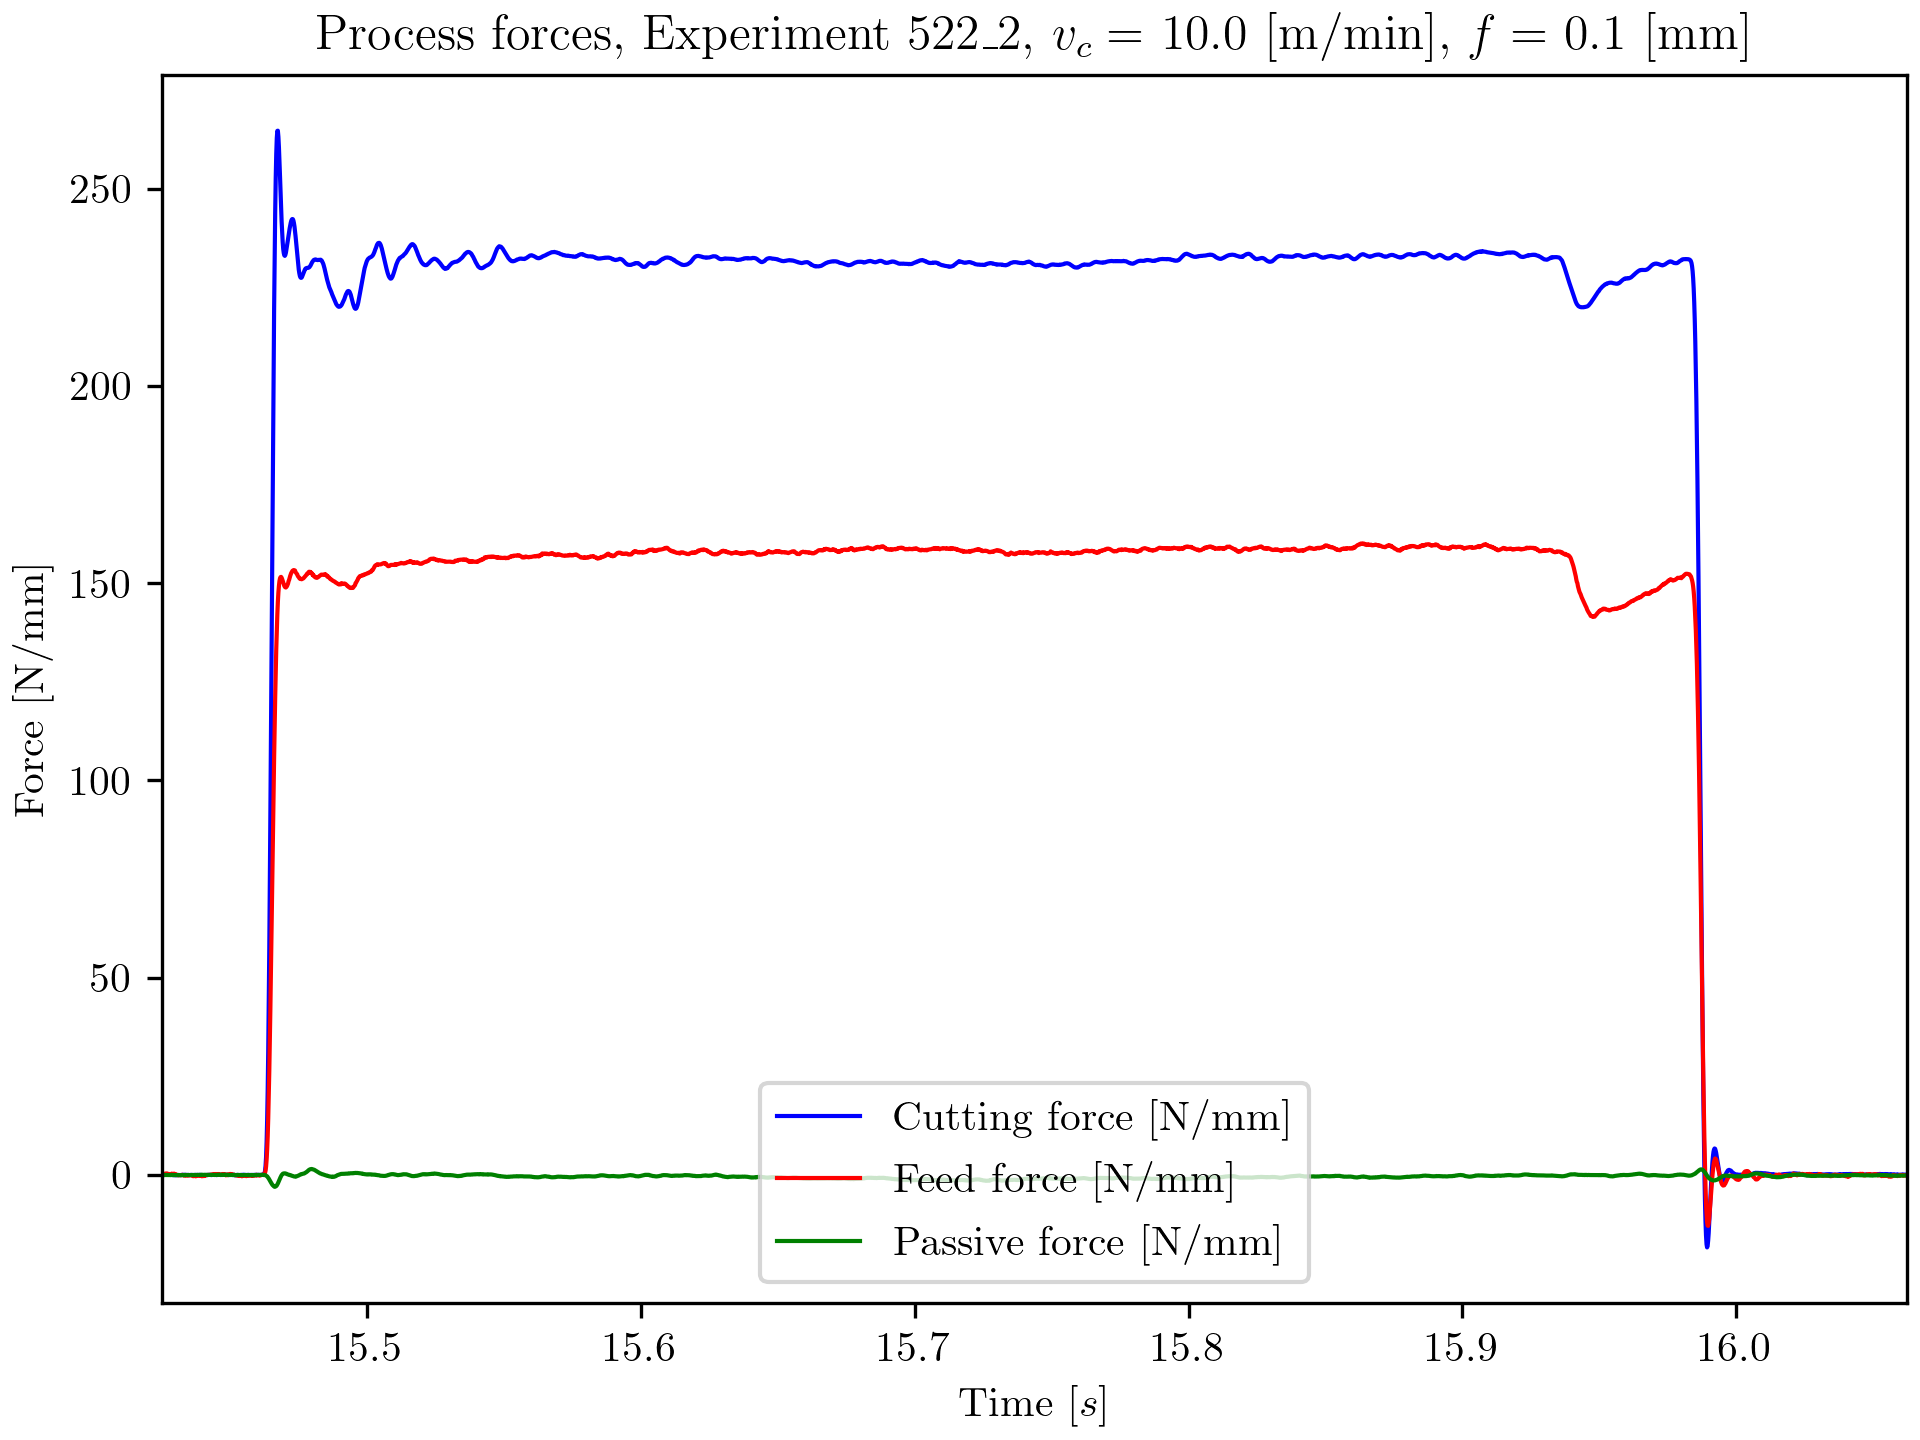 Process forces, Experiment 522_2, v_c = 10.0 [m/min], f = 0.1 [mm]
Force [N/mm]
250
200
150
100
50
0
Cutting force [N/mm]
Feed force [N/mm]
Passive force [N/mm]
15.5 15.6 15.7 15.8 15.9 16.0
Time [s]